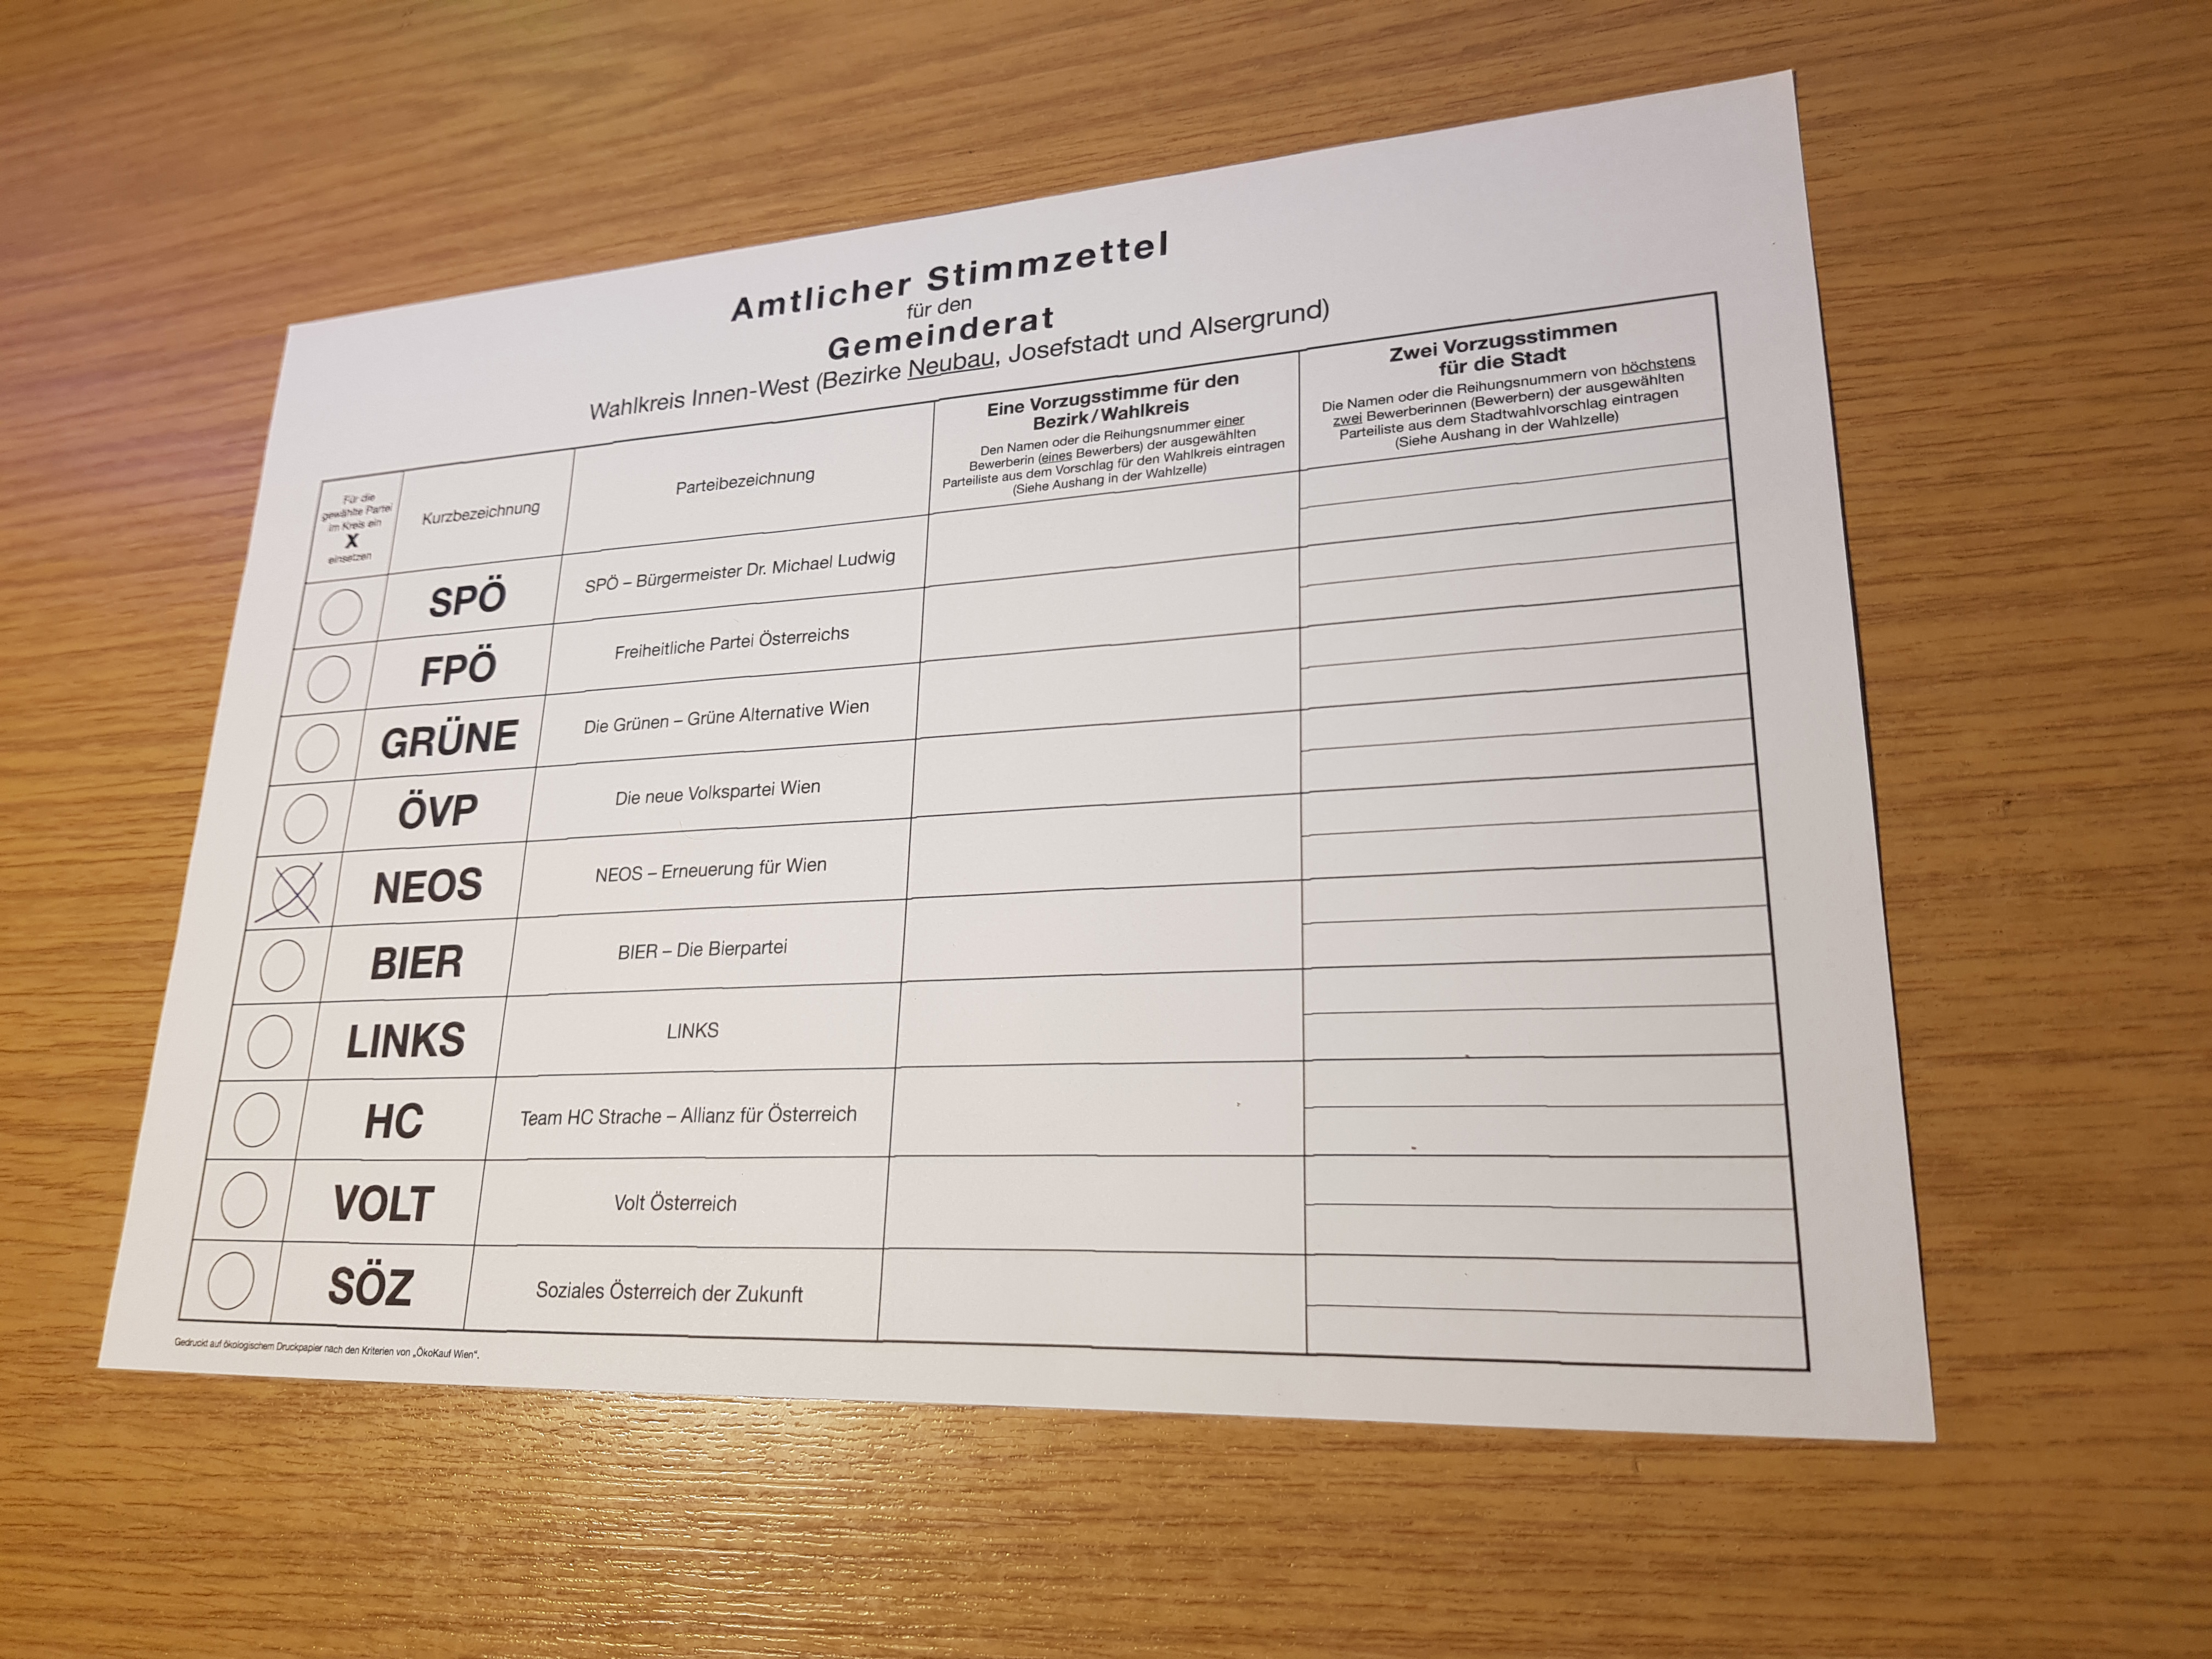 Amtlicher Stimmzettel
für den
Gemeinderat
Wahlkreis Innen-West (Bezirke Neubau, Josefstadt und Alsergrund)
Für die
gewählte Partei
im Kreis ein
X
einsetzen
Kurzbezeichnung
Parteibezeichnung
Eine Vorzugsstimme für den
Bezirk/Wahlkreis
Den Namen oder die Reihungsnummer einer
Bewerberin (eines Bewerbers) der ausgewählten
Parteiliste aus dem Vorschlag für den Wahlkreis eintragen
(Siehe Aushang in der Wahlzelle)
Zwei Vorzugsstimmen
für die Stadt
Die Namen oder die Reihungsnummern von höchstens
zwei Bewerberinnen (Bewerbern) der ausgewählten
Parteiliste aus dem Stadtwahlvorschlag eintragen
(Siehe Aushang in der Wahlzelle)
SPÖ SPÖ – Bürgermeister Dr. Michael Ludwig
FPÖ Freiheitliche Partei Österreichs
GRÜNE Die Grünen – Grüne Alternative Wien
ÖVP Die neue Volkspartei Wien
X NEOS NEOS – Erneuerung für Wien
BIER BIER – Die Bierpartei
LINKS LINKS
HC Team HC Strache – Allianz für Österreich
VOLT Volt Österreich
SÖZ Soziales Österreich der Zukunft
Gedruckt auf ökologischem Druckpapier nach den Kriterien von „ÖkoKauf Wien“.